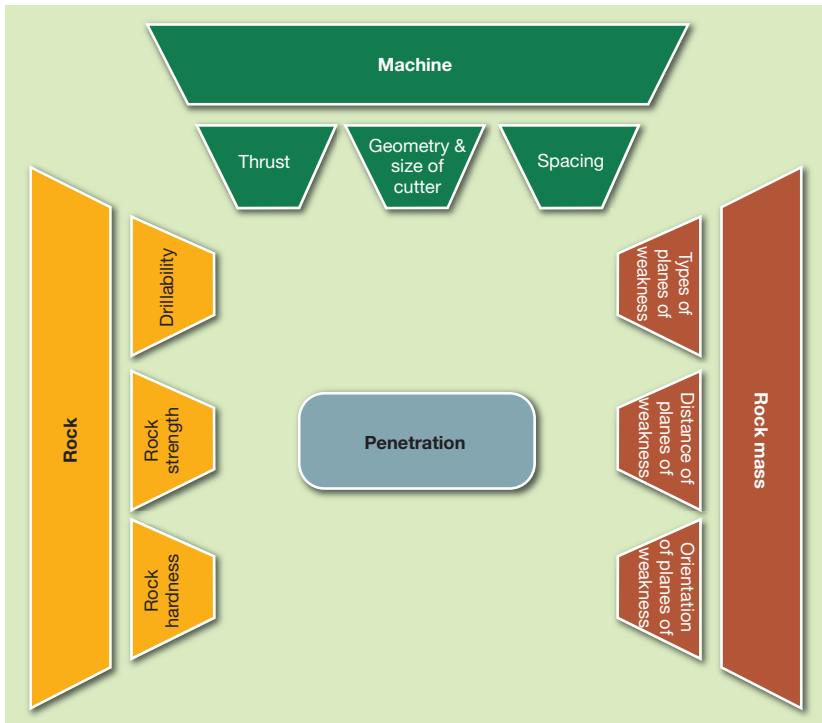 Machine
Thrust
Geometry &
size of
cutter
Spacing
Rock
Drillability
Rock
strength
Rock
hardness
Penetration
Types of
planes of
weakness
Distance of
planes of
weakness
Orientation
of planes of
weakness
Rock mass